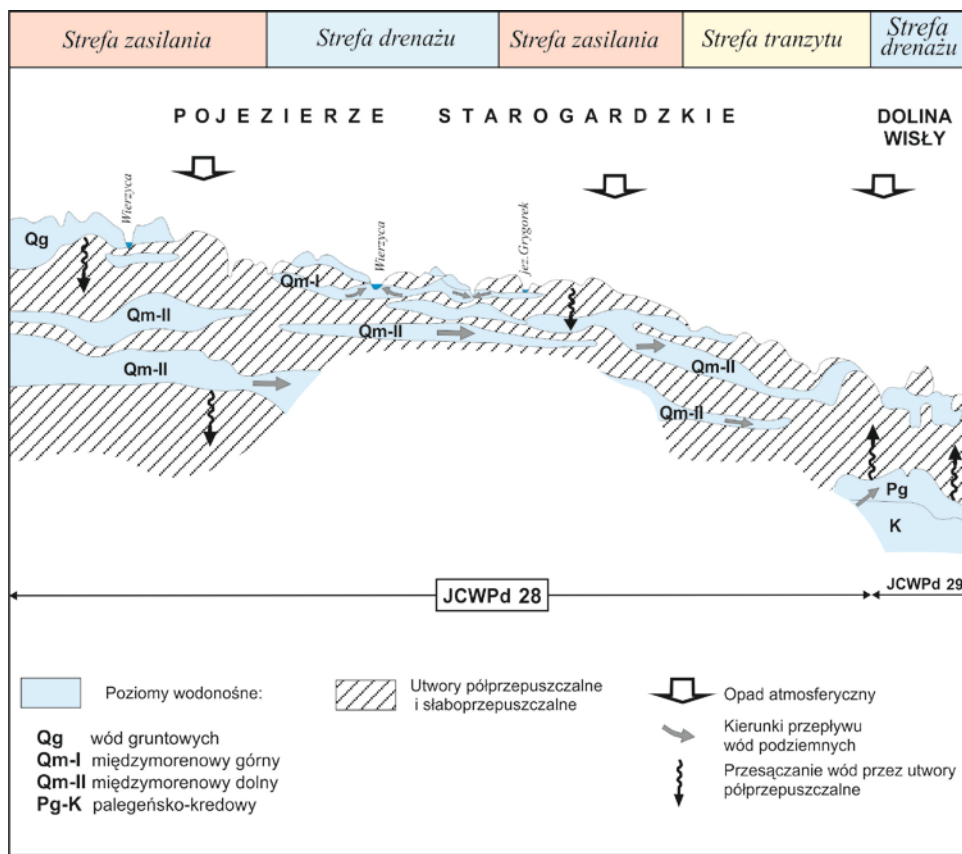 Strefa zasilania
Strefa drenażu
Strefa zasilania
Strefa tranzytu
Strefa
drenażu
POJEZIERZE STAROGARDZKIE
DOLINA
WISŁY
Wierzyca
Wierzyca
jez.Grygorek
Qg
Qm-I
Qm-II
Qm-II
Qm-II
Qm-II
Qm-II
Pg
K
JCWPd 28
JCWPd 29
Poziomy wodonośne:
Qg wód gruntowych
Qm-I międzymorenowy górny
Qm-II międzymorenowy dolny
Pg-K palegeńsko-kredowy
Utwory półprzepuszczalne
i słaboprzepuszczalne
Opad atmosferyczny
Kierunki przepływu
wód podziemnych
Przesączanie wód przez utwory
półprzepuszczalne